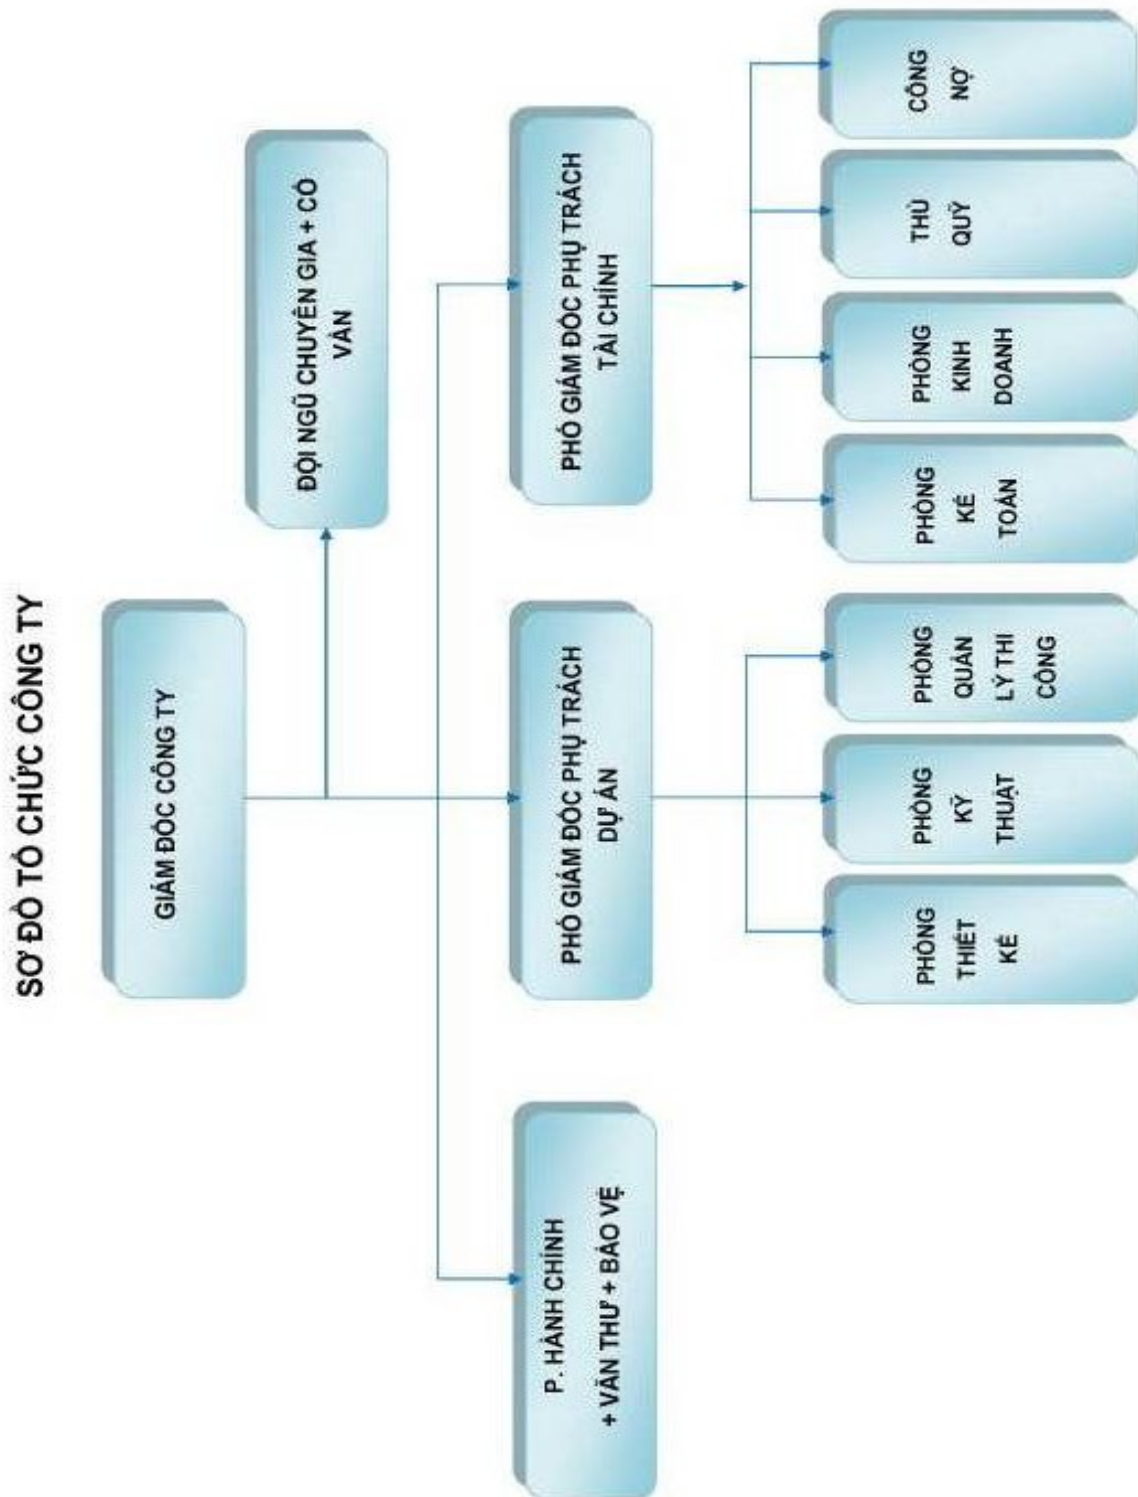 SƠ ĐỒ TỔ CHỨC CÔNG TY
GIÁM ĐỐC CÔNG TY
ĐỘI NGŨ CHUYÊN GIA + CỐ
VẤN
P. HÀNH CHÍNH
+ VĂN THƯ + BẢO VỆ
PHÓ GIÁM ĐỐC PHỤ TRÁCH
DỰ ÁN
PHÓ GIÁM ĐỐC PHỤ TRÁCH
TÀI CHÍNH
PHÒNG
THIẾT
KẾ
PHÒNG
KỸ
THUẬT
PHÒNG
QUẢN
LÝ THI
CÔNG
PHÒNG
KẾ
TOÁN
PHÒNG
KINH
DOANH
THỦ
QUỸ
CÔNG
NỢ